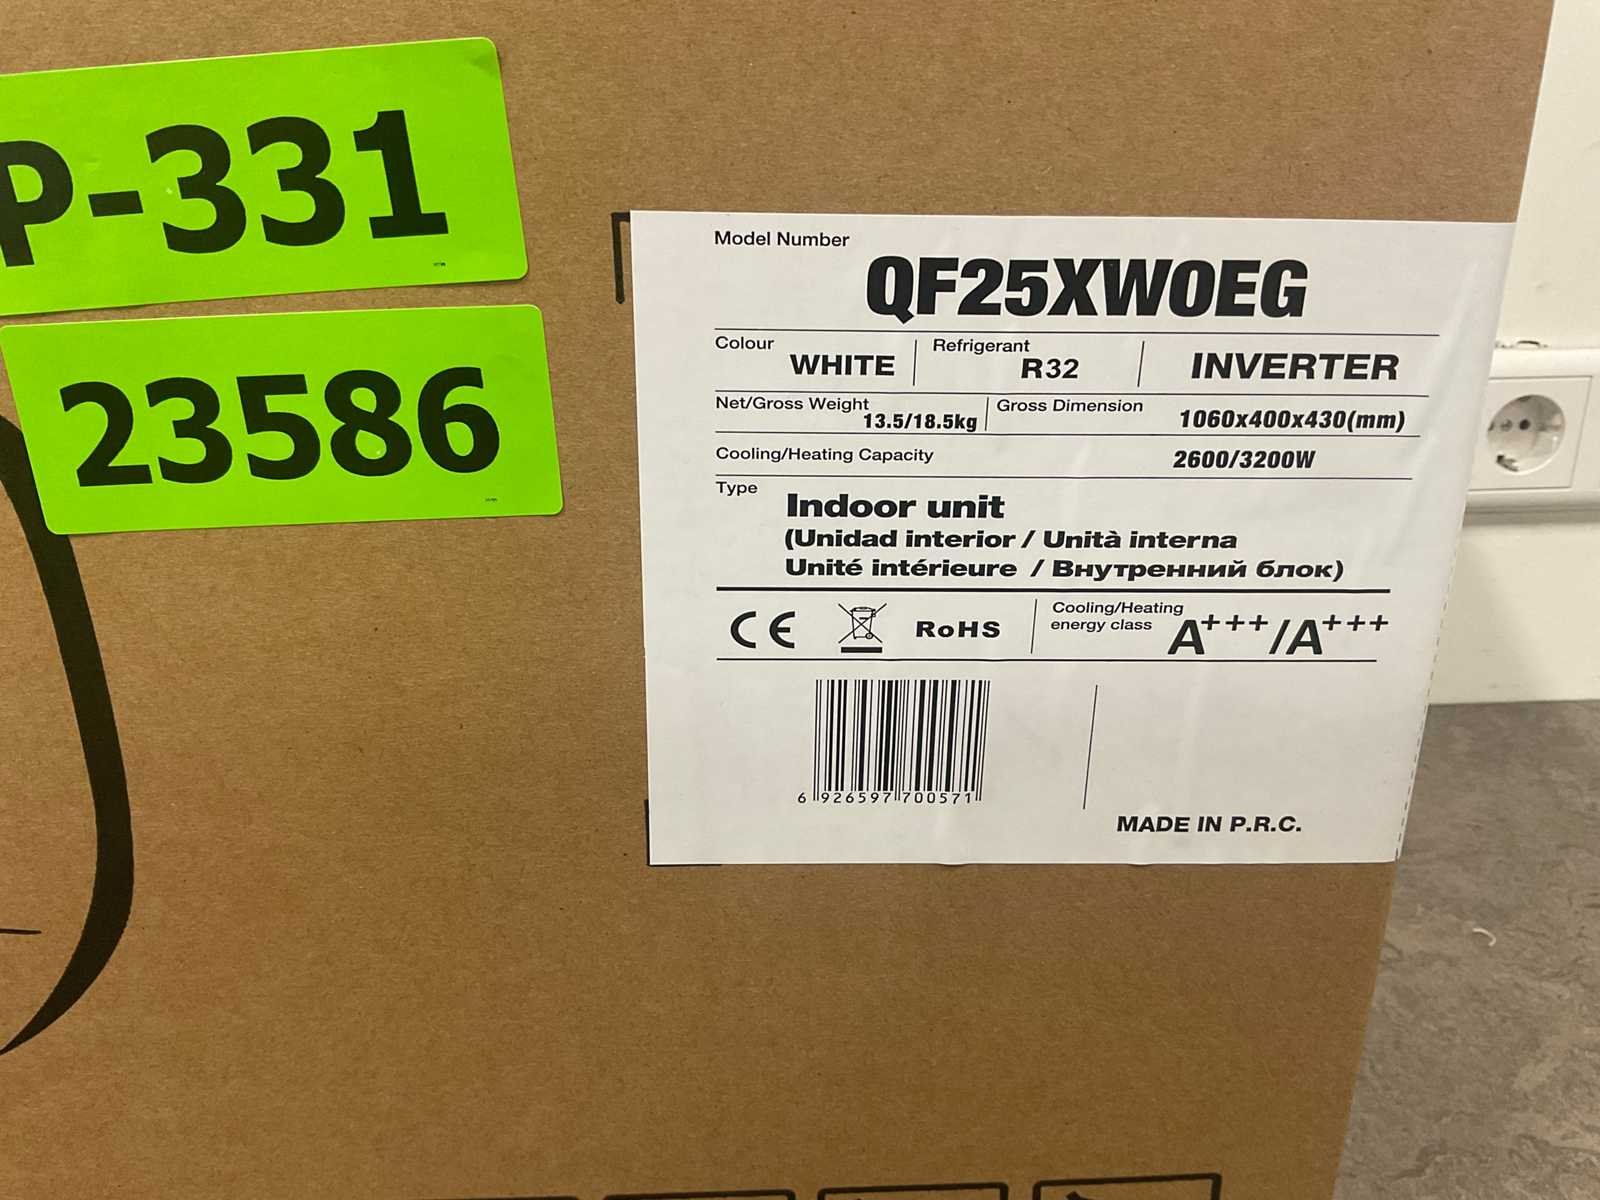 P-331
23586
Model Number
QF25XW0EG
Colour WHITE Refrigerant R32 INVERTER
Net/Gross Weight 13.5/18.5kg Gross Dimension 1060x400x430(mm)
Cooling/Heating Capacity 2600/3200W
Type Indoor unit
(Unidad interior / Unità interna
Unité intérieure / Внутренний блок)
CE RoHS Cooling/Heating energy class A+++/A+++
6 926597 700571
MADE IN P.R.C.